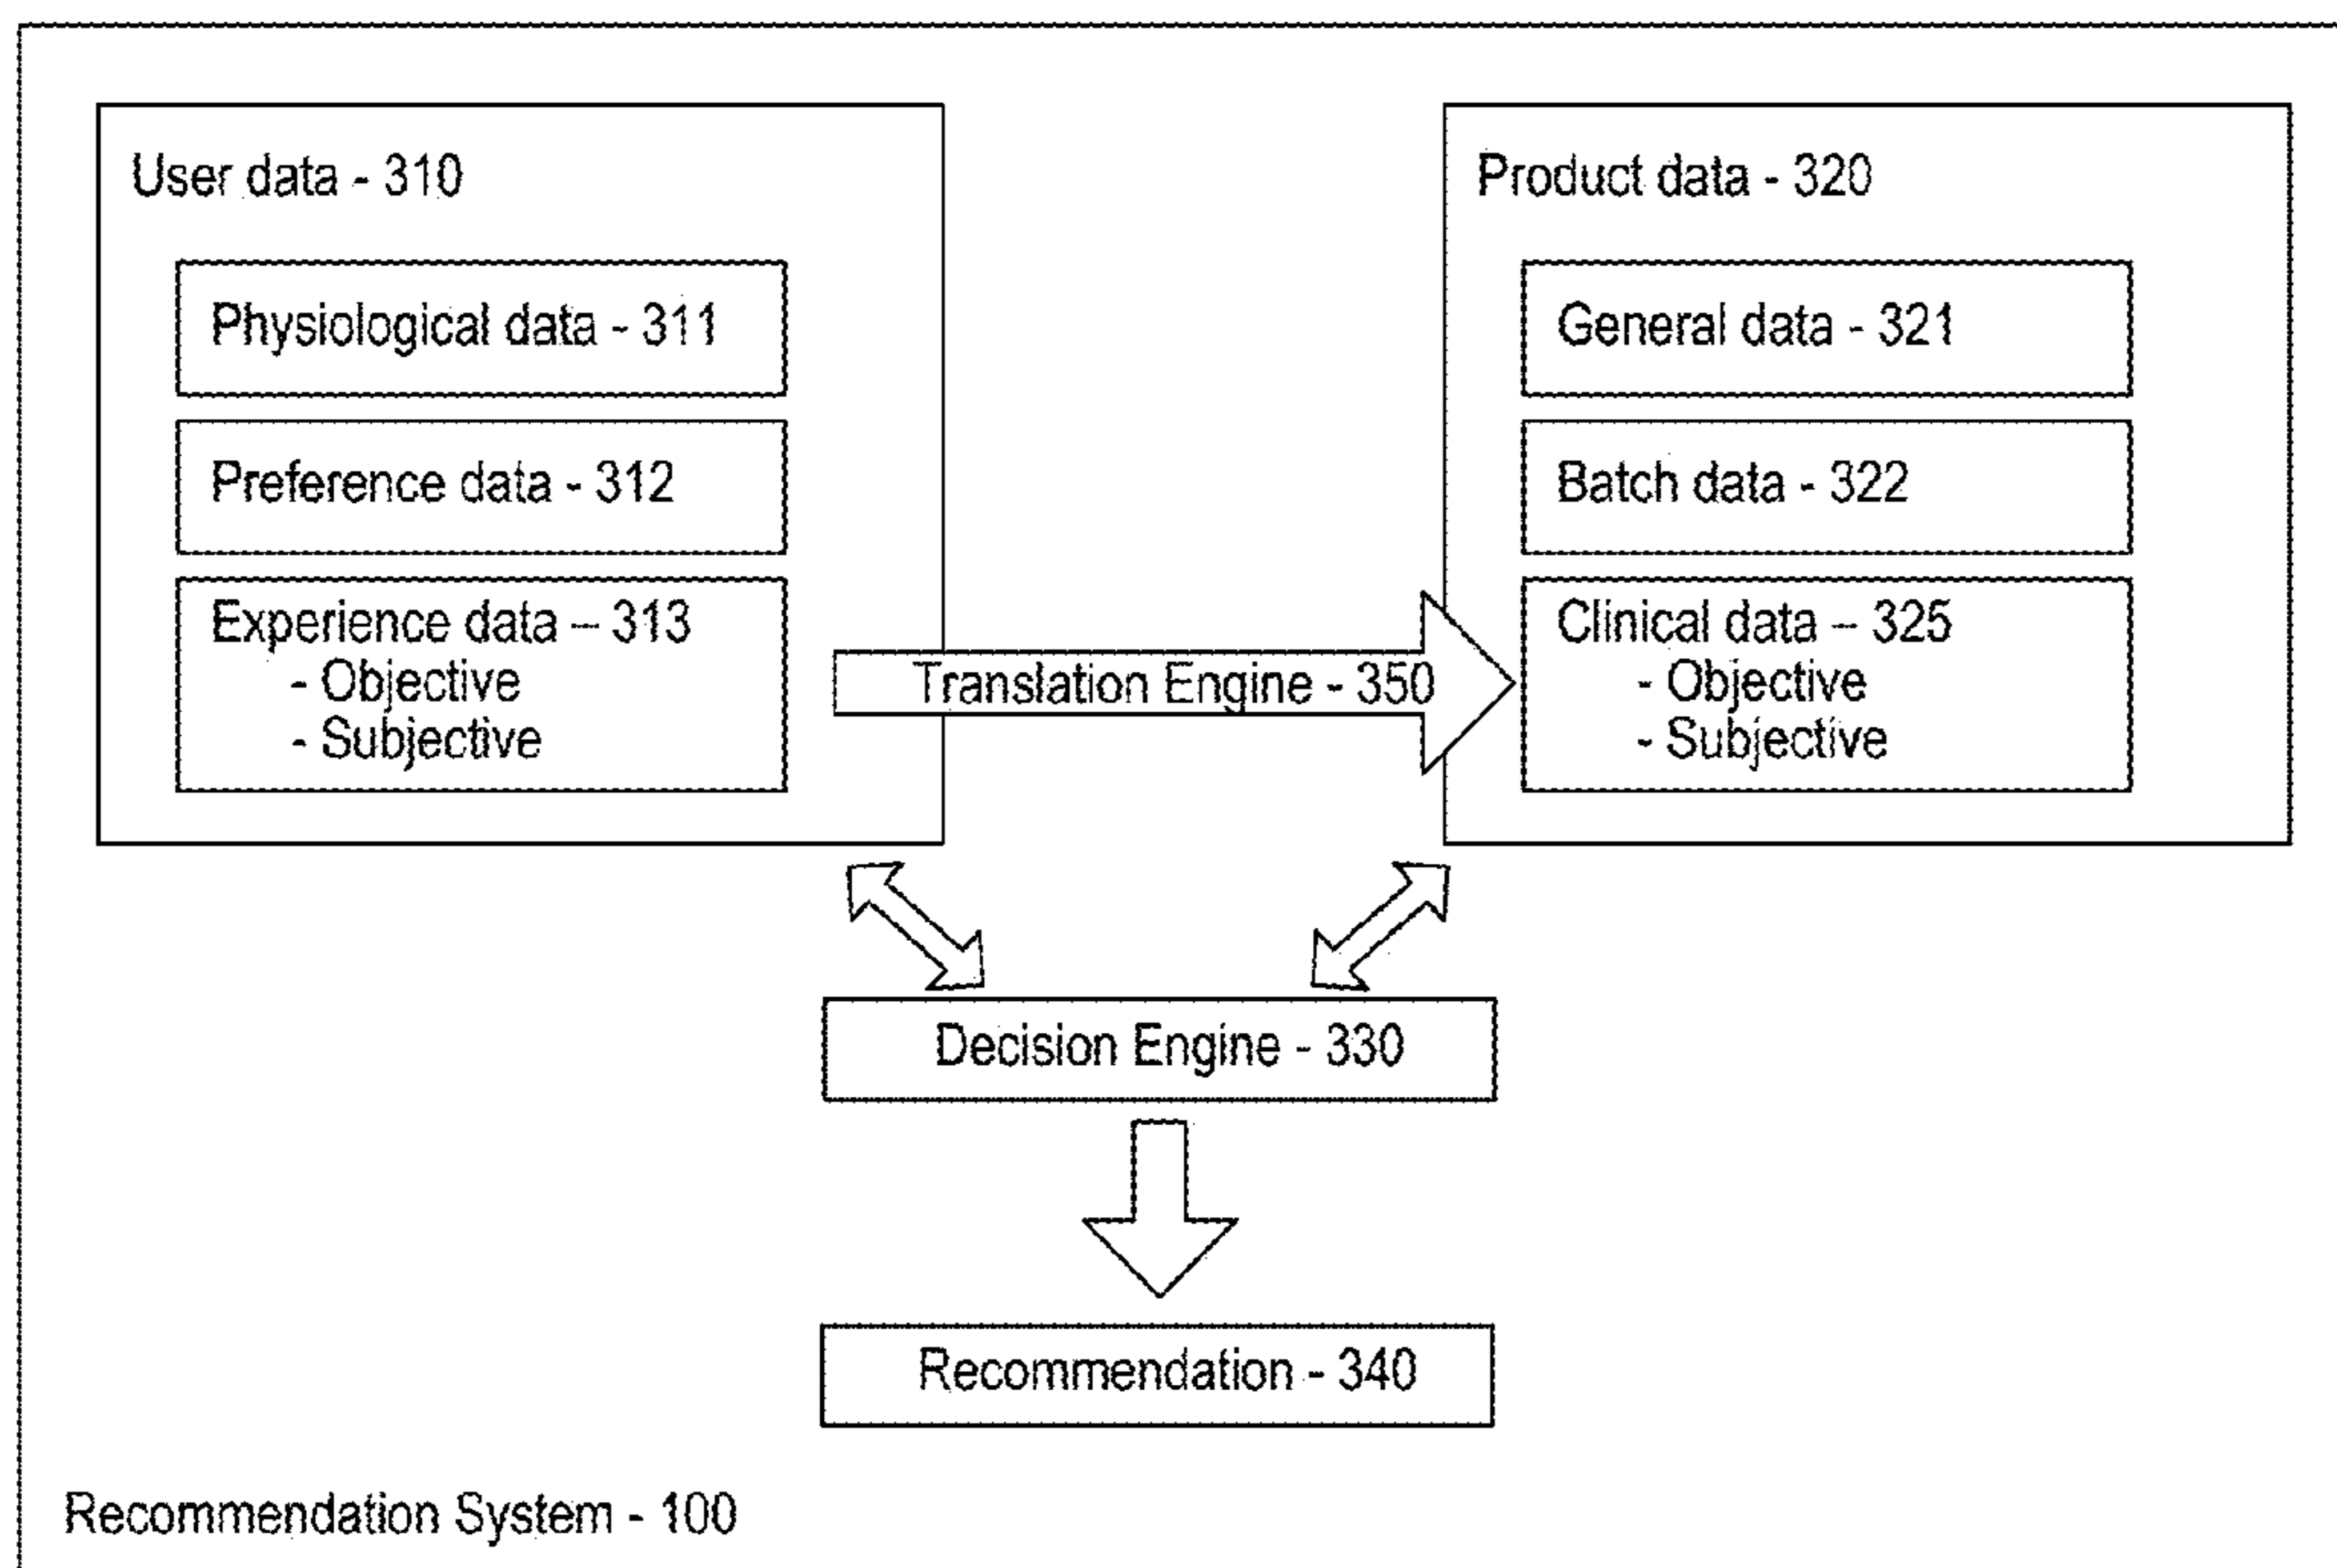 User data - 310
Physiological data - 311
Preference data - 312
Experience data – 313
- Objective
- Subjective
Translation Engine - 350
Product data - 320
General data - 321
Batch data - 322
Clinical data – 325
- Objective
- Subjective
Decision Engine - 330
Recommendation - 340
Recommendation System - 100